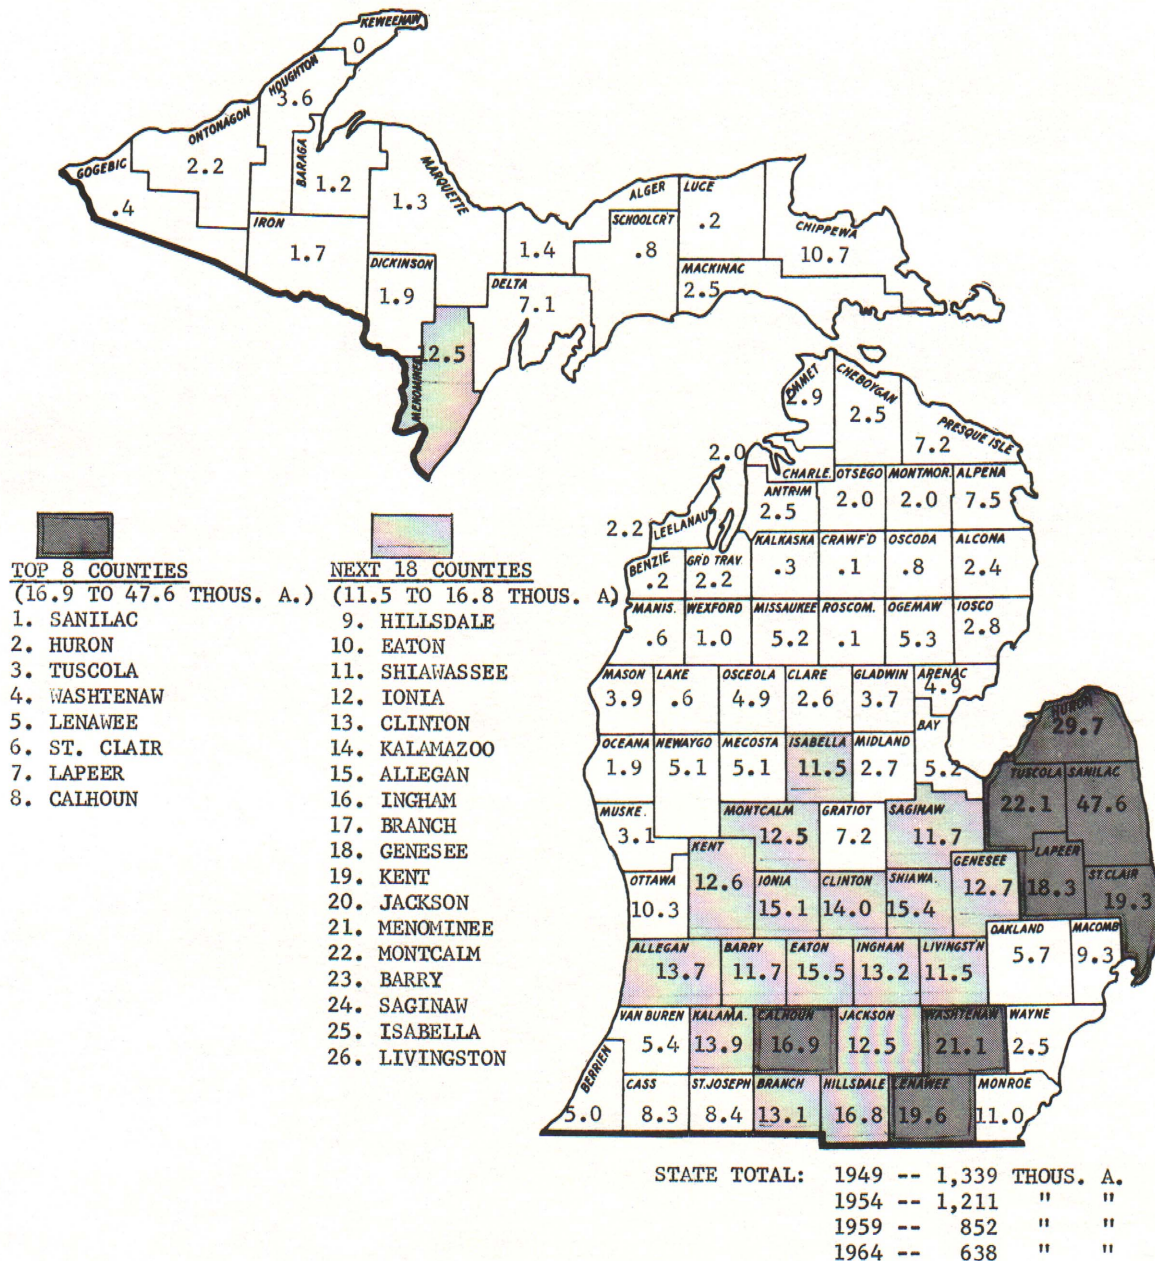 KEWEENAW
0
HOUGHTON
3.6
ONTONAGON
2.2
GOGEBIC
.4
BARAGA
1.2
MARQUETTE
1.3
IRON
1.7
DICKINSON
1.9
ALGER
1.4
SCHOOLCR'T
.8
LUCE
.2
CHIPPEWA
10.7
MACKINAC
2.5
DELTA
7.1
MENOMINEE
12.5
EMMET
2.9
CHEBOYGAN
2.5
PRESQUE ISLE
7.2
2.0
CHARLE.
OTSEGO
2.0
MONTMOR.
2.0
ALPENA
7.5
ANTRIM
2.5
2.2
LEELANAU
BENZIE
.2
GR'D TRAV
2.2
KALKASKA
.3
CRAWF'D
.1
OSCODA
.8
ALCONA
2.4
MANIS.
.6
WEXFORD
1.0
MISSAUKEE
5.2
ROSCOM.
.1
OGEMAW
5.3
IOSCO
2.8
MASON
3.9
LAKE
.6
OSCEOLA
4.9
CLARE
2.6
GLADWIN
3.7
ARENAC
4.9
BAY
5.2
HURON
29.7
OCEANA
1.9
NEWAYGO
5.1
MECOSTA
5.1
ISABELLA
11.5
MIDLAND
2.7
TUSCOLA
22.1
SANILAC
47.6
MUSKE.
3.1
MONTCALM
12.5
GRATIOT
7.2
SAGINAW
11.7
KENT
12.6
GENESEE
12.7
LAPEER
18.3
ST.CLAIR
19.3
OTTAWA
10.3
IONIA
15.1
CLINTON
14.0
SHIAWA.
15.4
OAKLAND
5.7
MACOMB
9.3
ALLEGAN
13.7
BARRY
11.7
EATON
15.5
INGHAM
13.2
LIVINGST'N
11.5
VAN BUREN
5.4
KALAMA.
13.9
CALHOUN
16.9
JACKSON
12.5
WASHTENAW
21.1
WAYNE
2.5
BERRIEN
5.0
CASS
8.3
ST.JOSEPH
8.4
BRANCH
13.1
HILLSDALE
16.8
LENAWEE
19.6
MONROE
11.0
TOP 8 COUNTIES
(16.9 TO 47.6 THOUS. A.)
1. SANILAC
2. HURON
3. TUSCOLA
4. WASHTENAW
5. LENAWEE
6. ST. CLAIR
7. LAPEER
8. CALHOUN
NEXT 18 COUNTIES
(11.5 TO 16.8 THOUS. A)
9. HILLSDALE
10. EATON
11. SHIAWASSEE
12. IONIA
13. CLINTON
14. KALAMAZOO
15. ALLEGAN
16. INGHAM
17. BRANCH
18. GENESEE
19. KENT
20. JACKSON
21. MENOMINEE
22. MONTCALM
23. BARRY
24. SAGINAW
25. ISABELLA
26. LIVINGSTON
STATE TOTAL: 1949 -- 1,339 THOUS. A.
1954 -- 1,211 " "
1959 -- 852 " "
1964 -- 638 " "